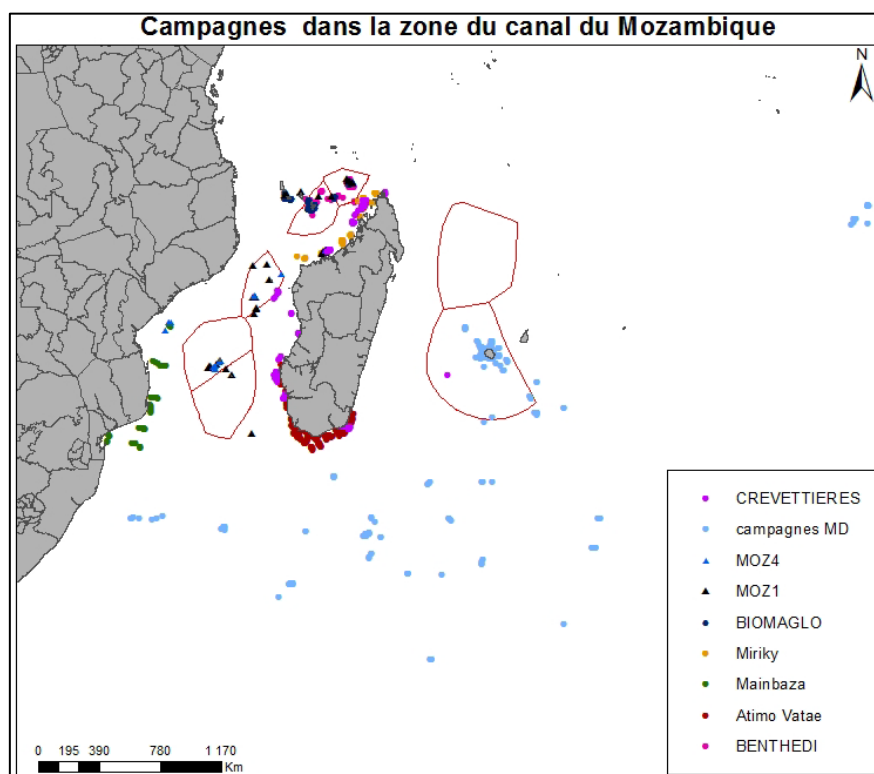 Campagnes dans la zone du canal du Mozambique
N
CREVETTIERES
campagnes MD
MOZ4
MOZ1
BIOMAGLO
Miriky
Mainbaza
Atimo Vatae
BENTHEDI
0 195 390 780 1 170
Km